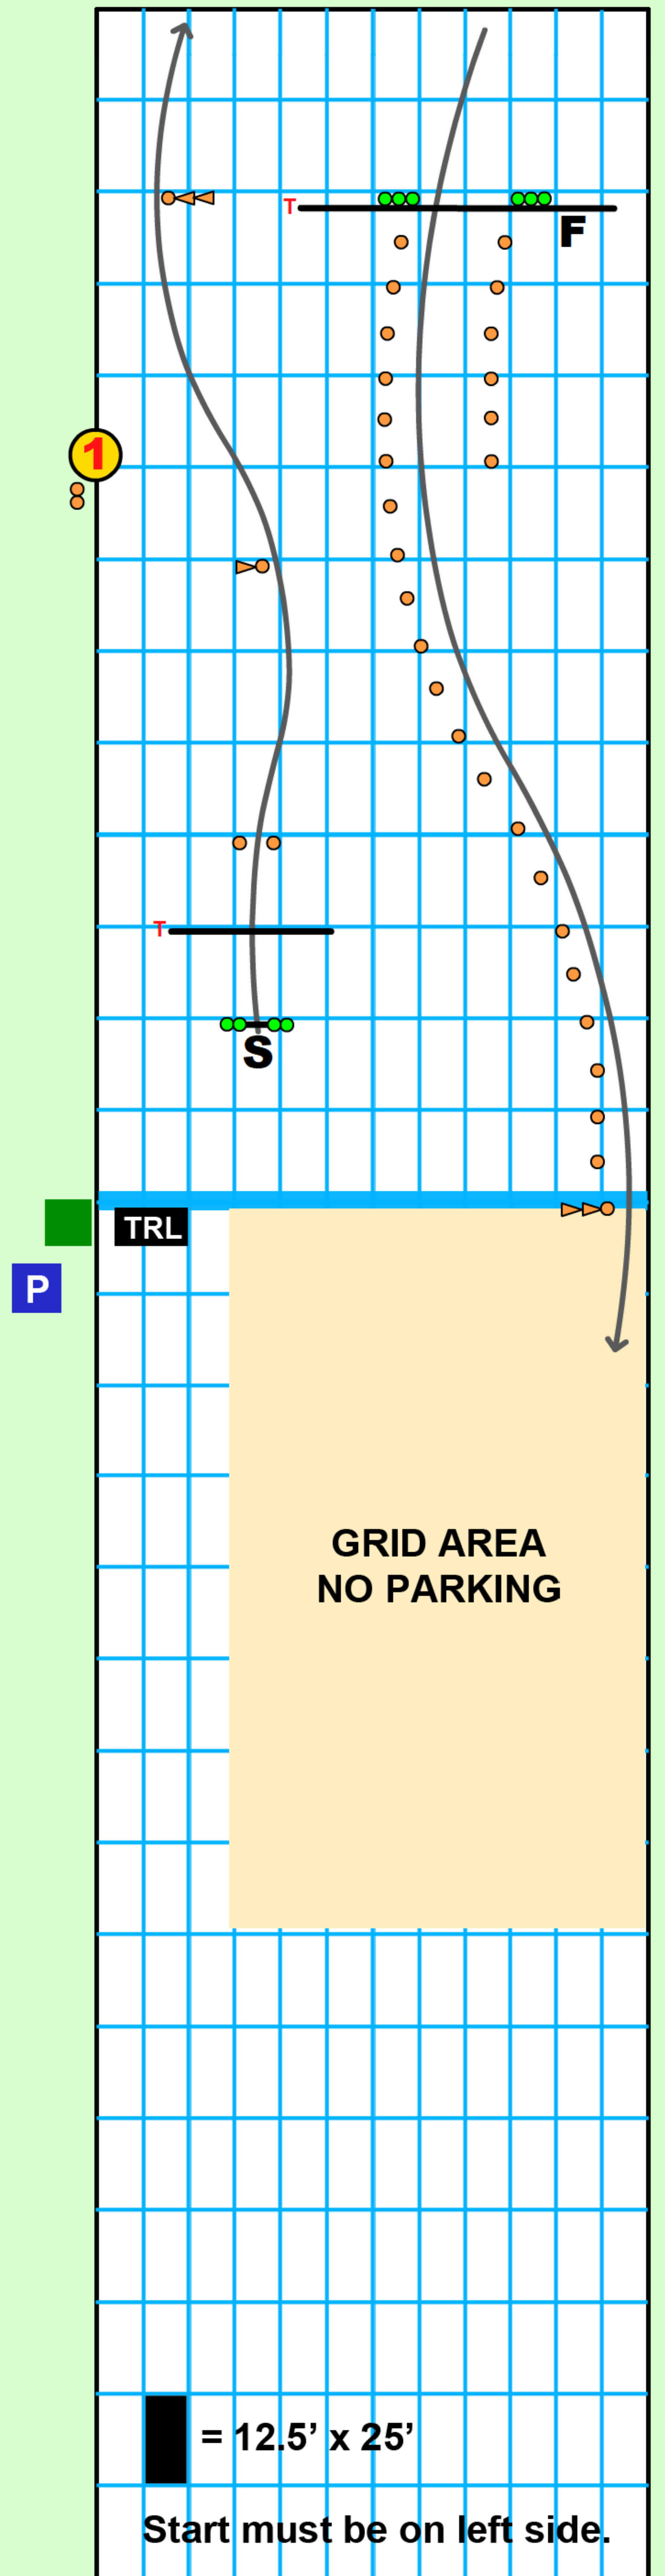 T
F
1
T
S
TRL
P
GRID AREA
NO PARKING
= 12.5’ x 25’
Start must be on left side.